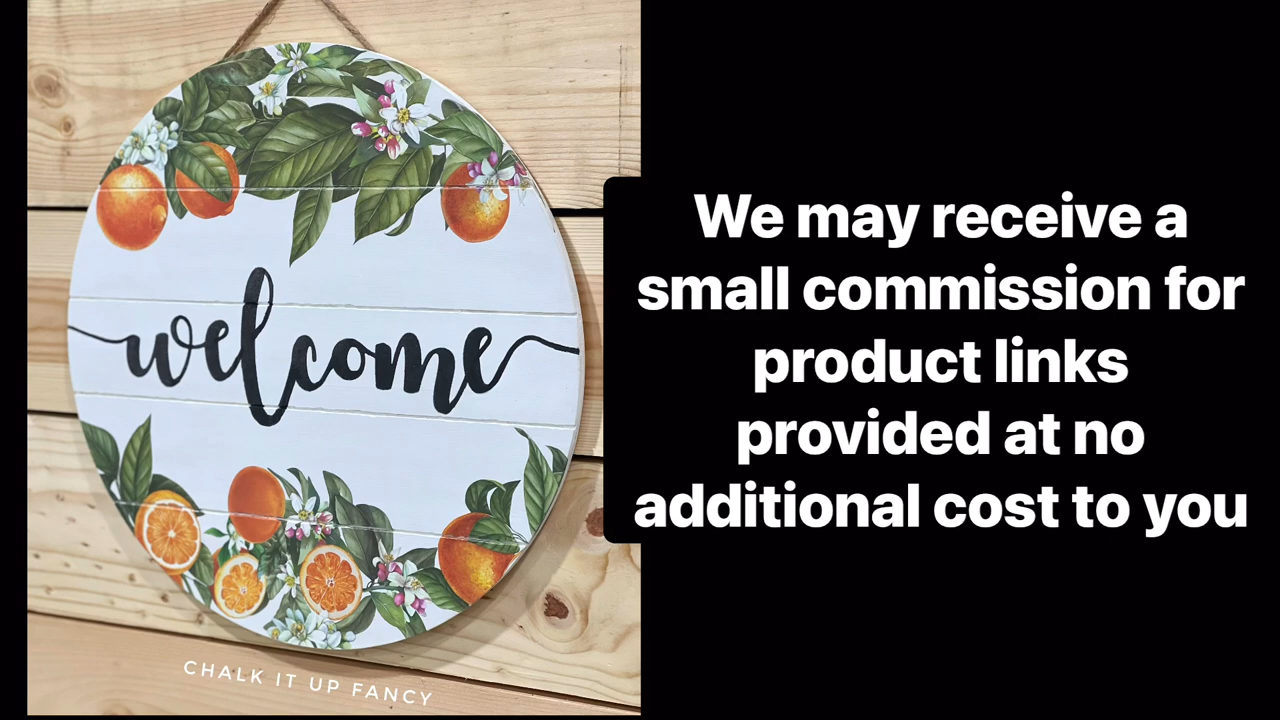 welcome
CHALK IT UP FANCY
We may receive a
small commission for
product links
provided at no
additional cost to you